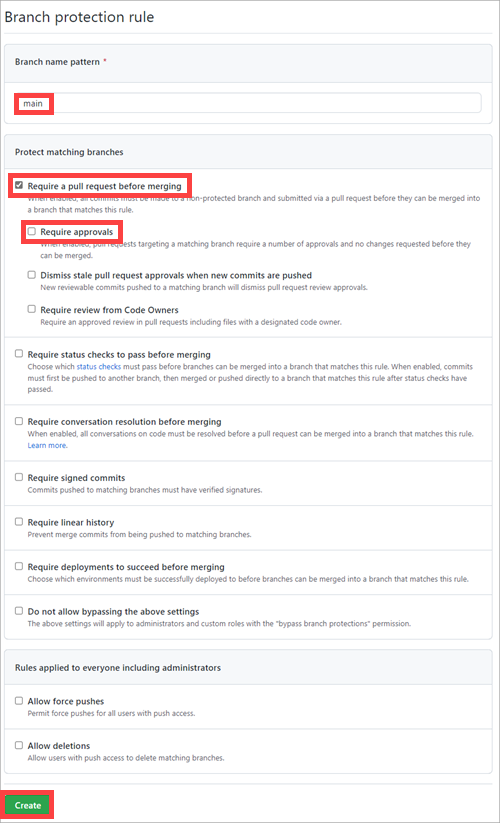 Branch protection rule
Branch name pattern *
main
Protect matching branches
Require a pull request before merging
When enabled, all commits must be made to a non-protected branch and submitted via a pull request before they can be merged into
a branch that matches this rule.
Require approvals
When enabled, pull requests targeting a matching branch require a number of approvals and no changes requested before they
can be merged.
Dismiss stale pull request approvals when new commits are pushed
New reviewable commits pushed to a matching branch will dismiss pull request review approvals.
Require review from Code Owners
Require an approved review in pull requests including files with a designated code owner.
Require status checks to pass before merging
Choose which status checks must pass before branches can be merged into a branch that matches this rule. When enabled, commits
must first be pushed to another branch, then merged or pushed directly to a branch that matches this rule after status checks have
passed.
Require conversation resolution before merging
When enabled, all conversations on code must be resolved before a pull request can be merged into a branch that matches this rule.
Learn more.
Require signed commits
Commits pushed to matching branches must have verified signatures.
Require linear history
Prevent merge commits from being pushed to matching branches.
Require deployments to succeed before merging
Choose which environments must be successfully deployed to before branches can be merged into a branch that matches this rule.
Do not allow bypassing the above settings
The above settings will apply to administrators and custom roles with the "bypass branch protections" permission.
Rules applied to everyone including administrators
Allow force pushes
Permit force pushes for all users with push access.
Allow deletions
Allow users with push access to delete matching branches.
Create